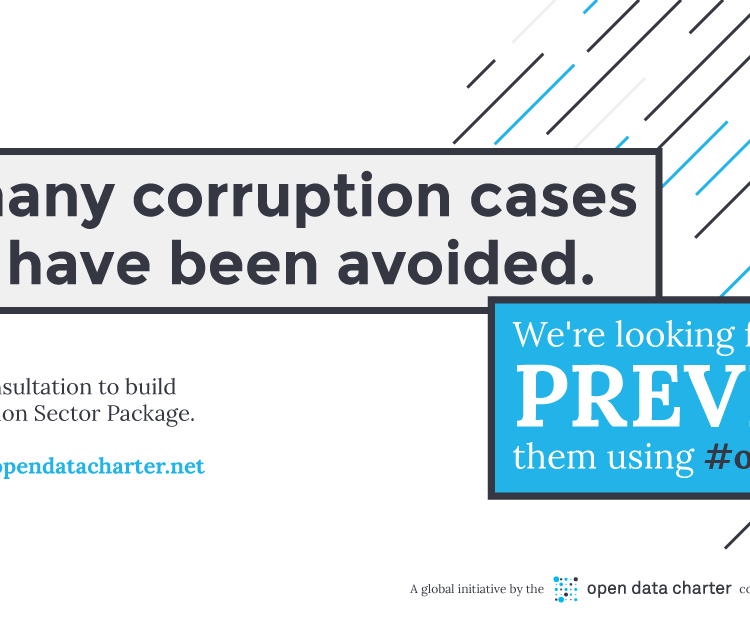 many corruption cases
have been avoided.
We're looking f
PREV
them using #o
nsultation to build
ion Sector Package.
opendatacharter.net
A global initiative by the open data charter co